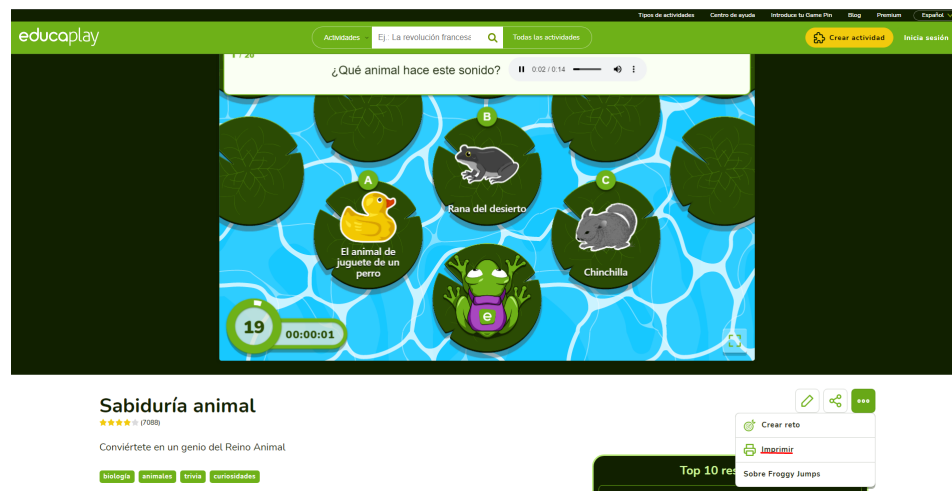 Tipos de actividades Centro de ayuda Introduce tu Game Pin Blog Premium Español
educaplay Actividades Ej.: La revolución francesa Todas las actividades Crear actividad Inicia sesión
1 / 20
¿Qué animal hace este sonido? 0:02 / 0:14
B
Rana del desierto
A
El animal de
juguete de un
perro
C
Chinchilla
e
19 00:00:01
Sabiduría animal
(7088)
Conviértete en un genio del Reino Animal
biología animales trivia curiosidades
Crear reto
Imprimir
Sobre Froggy Jumps
Top 10 res